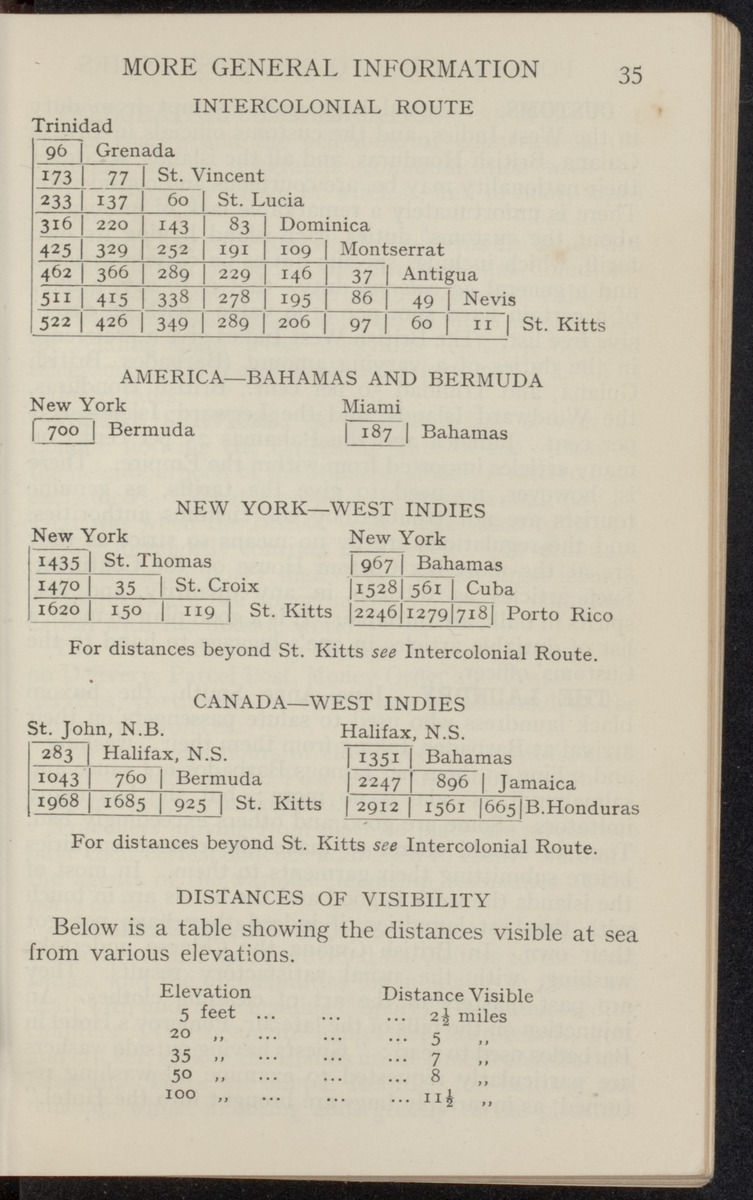 MORE GENERAL INFORMATION 35
INTERCOLONIAL ROUTE
Trinidad
96 Grenada
173 77 St. Vincent
233 137 60 St. Lucia
316 220 143 83 Dominica
425 329 252 191 109 Montserrat
462 366 289 229 146 37 Antigua
511 415 338 278 195 86 49 Nevis
522 426 349 289 206 97 60 11 St. Kitts
AMERICA—BAHAMAS AND BERMUDA
New York
700 Bermuda
Miami
187 Bahamas
NEW YORK—WEST INDIES
New York
1435 St. Thomas
1470 35 St. Croix
1620 150 119 St. Kitts
New York
967 Bahamas
1528 561 Cuba
2246 1279 718 Porto Rico
For distances beyond St. Kitts see Intercolonial Route.
CANADA—WEST INDIES
St. John, N.B.
283 Halifax, N.S.
1043 760 Bermuda
1968 1685 925 St. Kitts
Halifax, N.S.
1351 Bahamas
2247 896 Jamaica
2912 1561 665 B.Honduras
For distances beyond St. Kitts see Intercolonial Route.
DISTANCES OF VISIBILITY
Below is a table showing the distances visible at sea
from various elevations.
Elevation Distance Visible
5 feet ... ... ... 2½ miles
20 ,, ... ... ... 5 ,,
35 ,, ... ... ... 7 ,,
50 ,, ... ... ... 8 ,,
100 ,, ... ... ... 11½ ,,